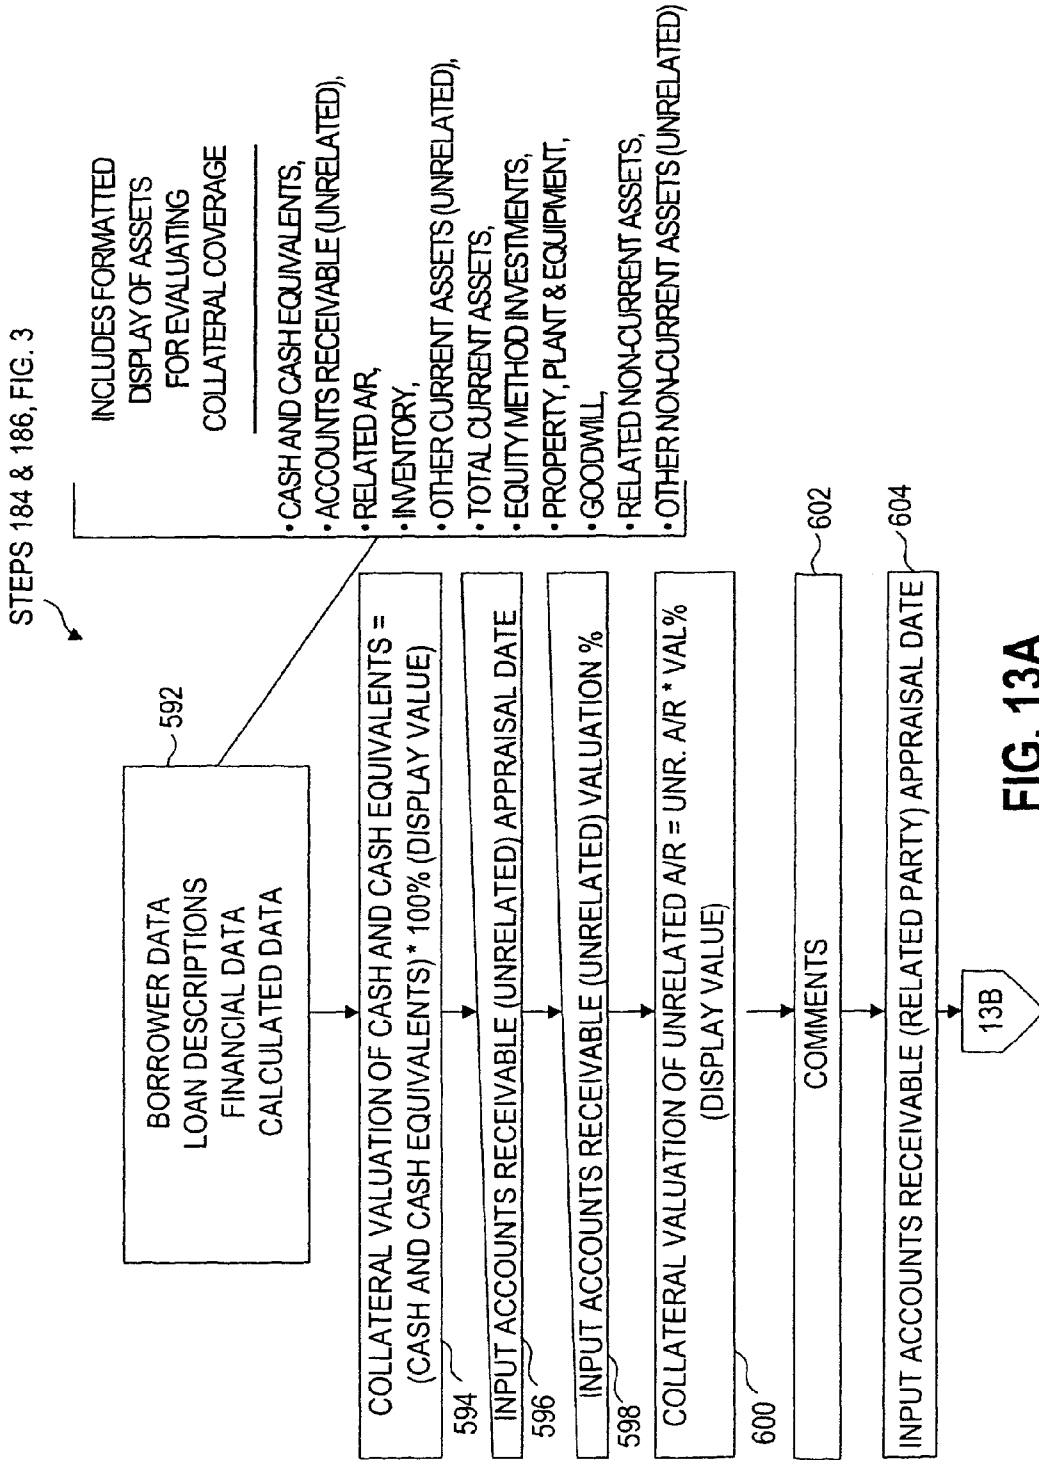 STEPS 184 & 186, FIG. 3
INCLUDES FORMATTED
DISPLAY OF ASSETS
FOR EVALUATING
COLLATERAL COVERAGE
• CASH AND CASH EQUIVALENTS,
• ACCOUNTS RECEIVABLE (UNRELATED),
• RELATED A/R,
• INVENTORY,
• OTHER CURRENT ASSETS (UNRELATED),
• TOTAL CURRENT ASSETS,
• EQUITY METHOD INVESTMENTS,
• PROPERTY, PLANT & EQUIPMENT,
• GOODWILL,
• RELATED NON-CURRENT ASSETS,
• OTHER NON-CURRENT ASSETS (UNRELATED)
592
BORROWER DATA
LOAN DESCRIPTIONS
FINANCIAL DATA
CALCULATED DATA
COLLATERAL VALUATION OF CASH AND CASH EQUIVALENTS =
(CASH AND CASH EQUIVALENTS) * 100% (DISPLAY VALUE)
594
INPUT ACCOUNTS RECEIVABLE (UNRELATED) APPRAISAL DATE
596
INPUT ACCOUNTS RECEIVABLE (UNRELATED) VALUATION %
598
COLLATERAL VALUATION OF UNRELATED A/R = UNR. A/R * VAL%
(DISPLAY VALUE)
600
COMMENTS
602
INPUT ACCOUNTS RECEIVABLE (RELATED PARTY) APPRAISAL DATE
604
13B
FIG. 13A